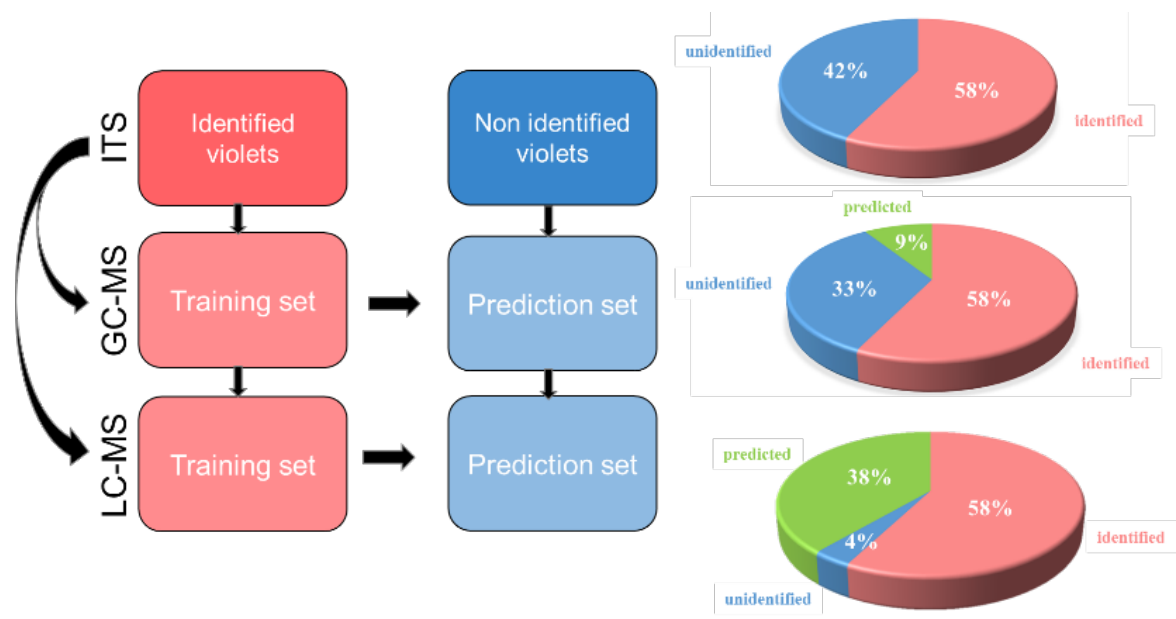 ITS
Identified
violets
Non identified
violets
unidentified
42%
58%
identified
GC-MS
Training set
Prediction set
predicted
9%
unidentified
33%
58%
identified
LC-MS
Training set
Prediction set
predicted
38%
58%
4%
identified
unidentified